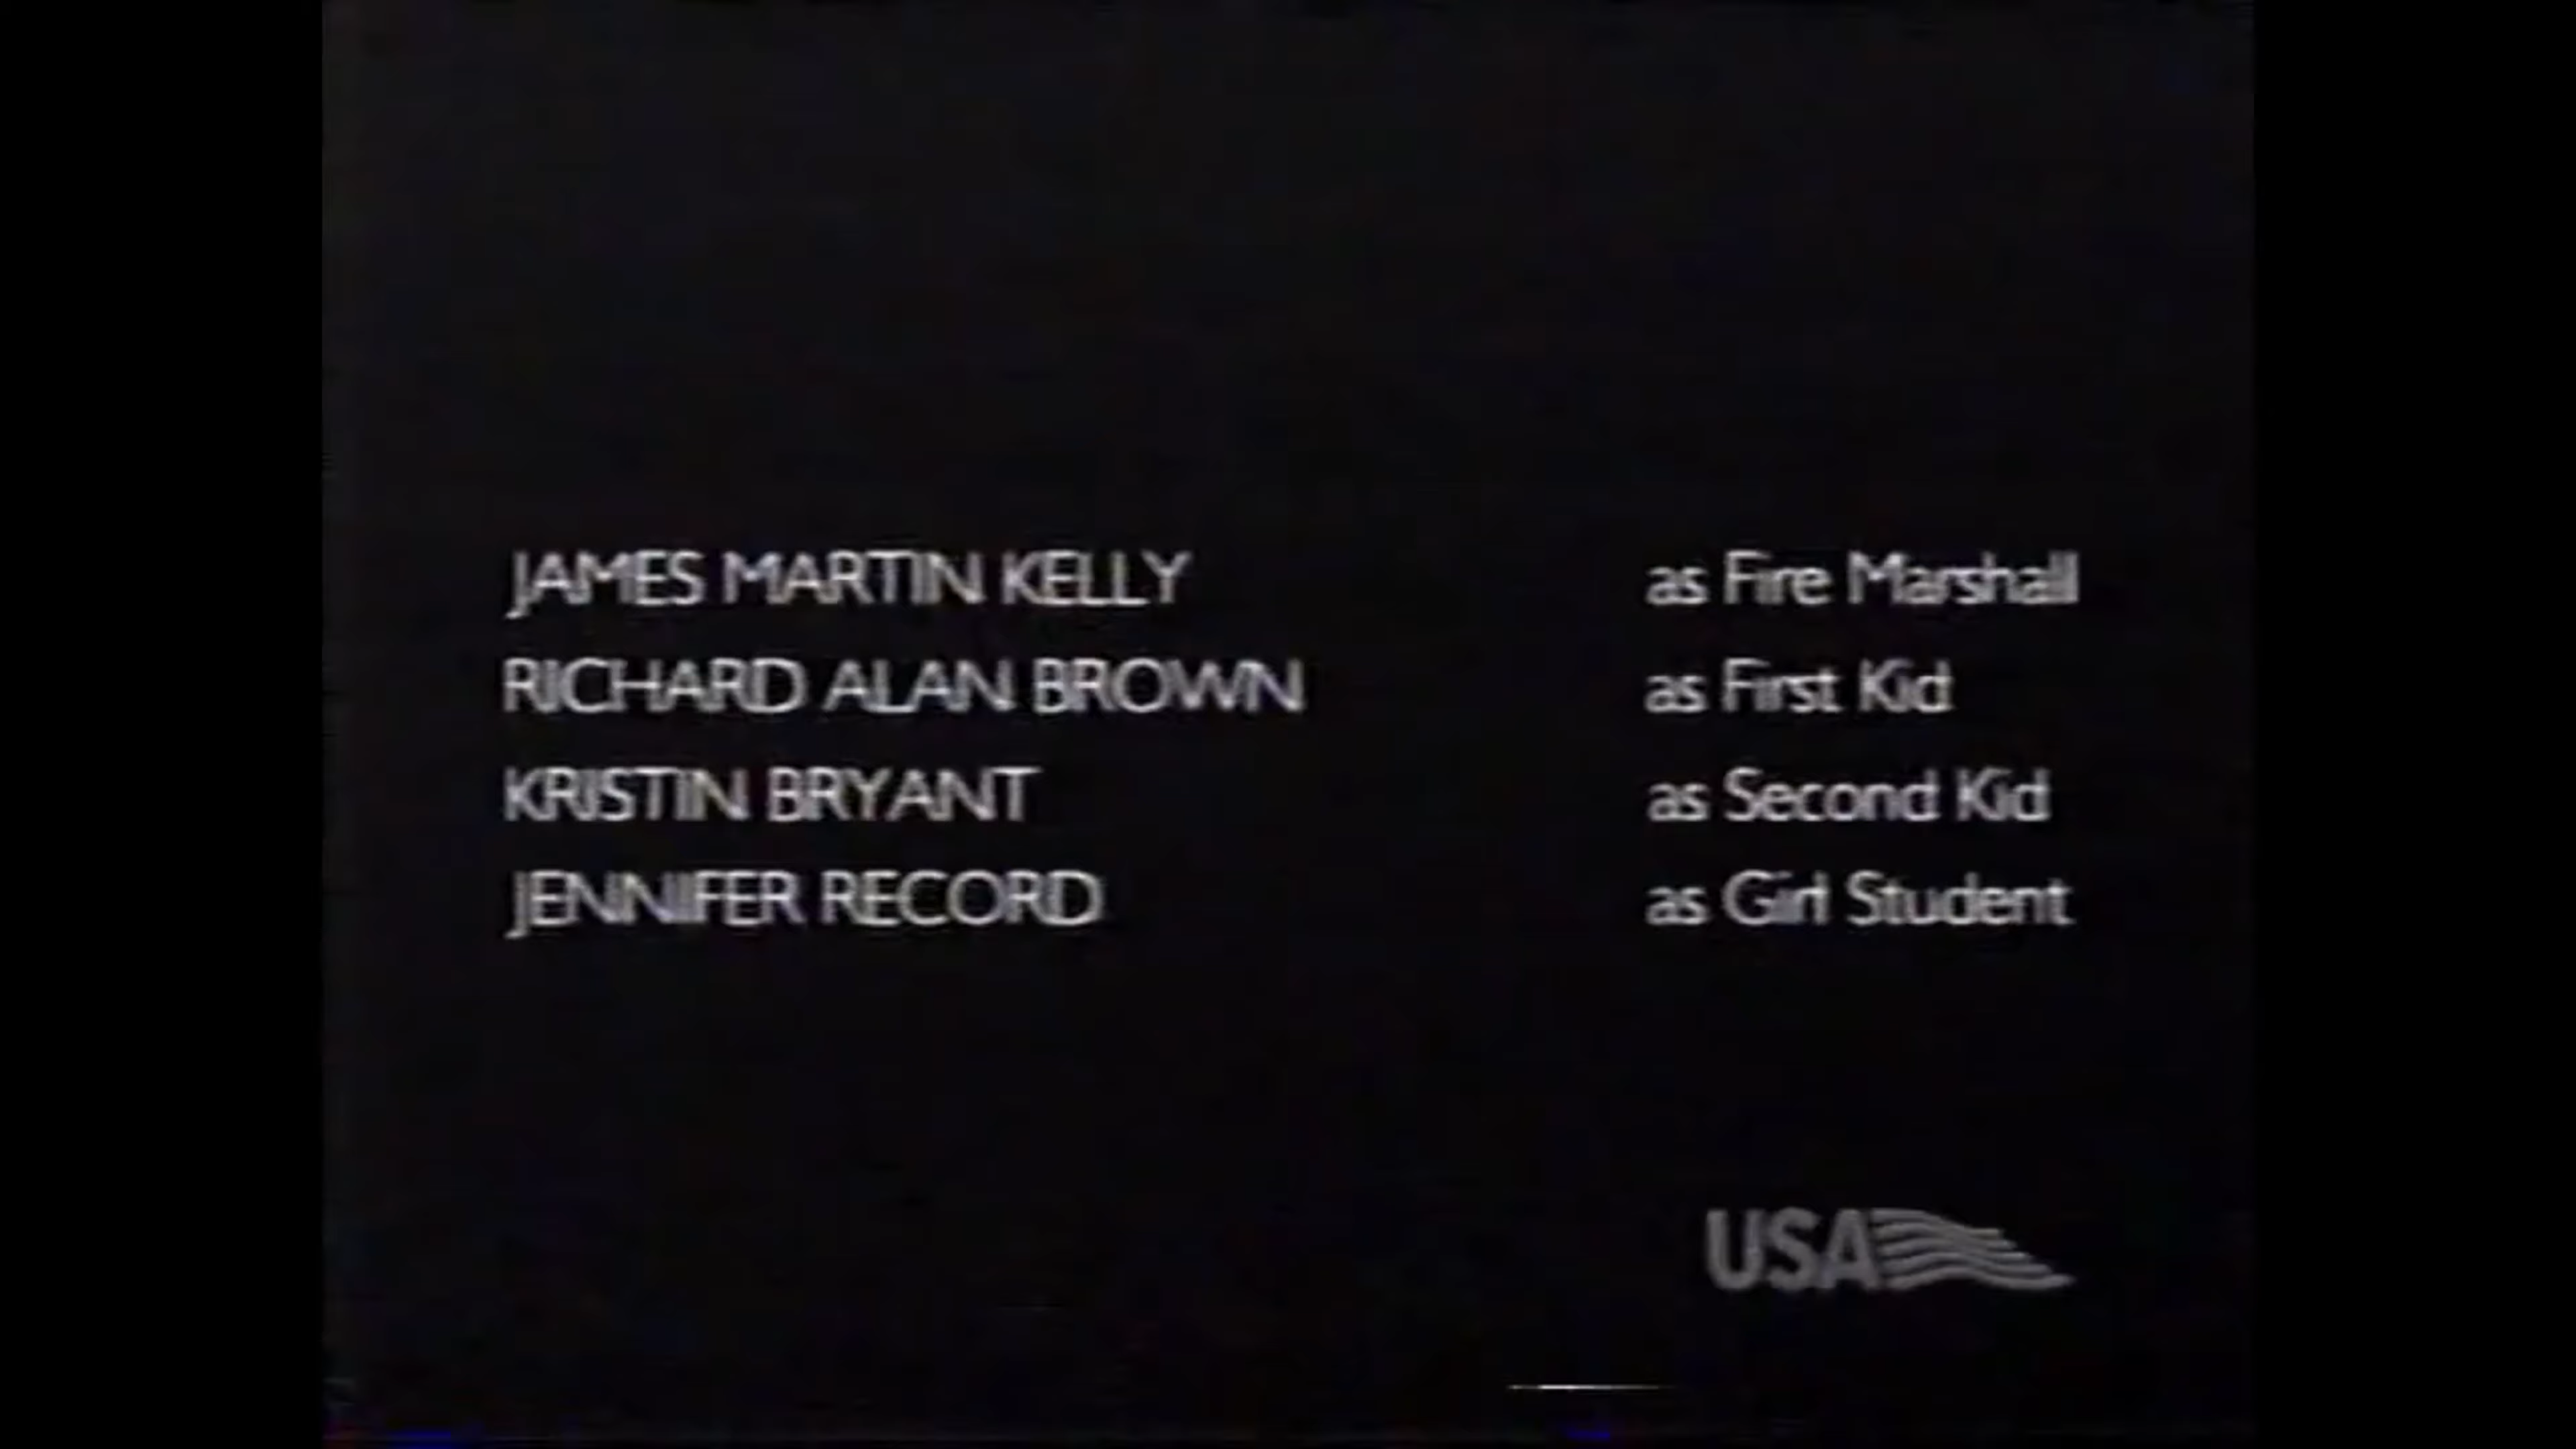 JAMES MARTIN KELLY as Fire Marshall
RICHARD ALAN BROWN as First Kid
KRISTIN BRYANT as Second Kid
JENNIFER RECORD as Girl Student
USA